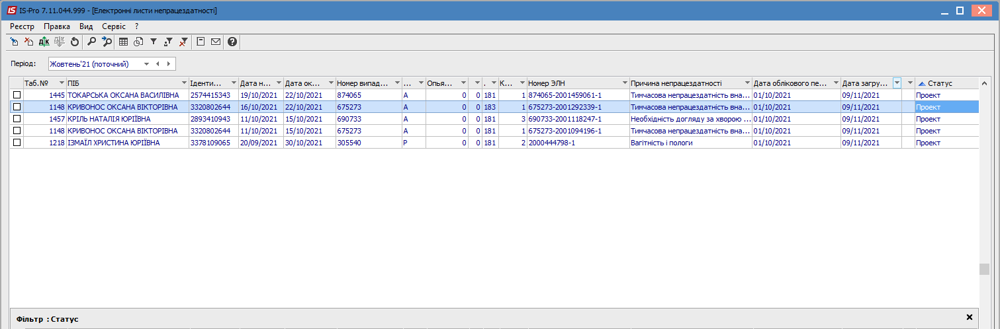 IS-Pro 7.11.044.999 - [Електронні листи непрацездатності]
Реєстр Правка Вид Сервіс ?
Період: Жовтень'21 (поточний)
Таб.№ ПІБ Іденти... Дата н... Дата ок... Номер випад... ... Опья... . К... Номер ЭЛН Причина непрацездатності Дата облікового пе... Дата загру... Статус
1445 ТОКАРСЬКА ОКСАНА ВАСИЛІВНА 2574415343 19/10/2021 22/10/2021 874065 А 0 0 181 1 874065-2001459061-1 Тимчасова непрацездатність вна... 01/10/2021 09/11/2021 Проект
1148 КРИВОНОС ОКСАНА ВІКТОРІВНА 3320802644 16/10/2021 22/10/2021 675273 А 0 0 183 1 675273-2001292339-1 Тимчасова непрацездатність вна... 01/10/2021 09/11/2021 Проект
1457 КРІЛЬ НАТАЛІЯ ЮРІЇВНА 2893410943 11/10/2021 15/10/2021 690733 А 0 0 181 3 690733-2001118247-1 Необхідність догляду за хворою ... 01/10/2021 09/11/2021 Проект
1148 КРИВОНОС ОКСАНА ВІКТОРІВНА 3320802644 11/10/2021 15/10/2021 675273 А 0 0 181 1 675273-2001094196-1 Тимчасова непрацездатність вна... 01/10/2021 09/11/2021 Проект
1218 ІЗМАЇЛ ХРИСТИНА ЮРІЇВНА 3378109065 20/09/2021 30/10/2021 305540 Р 0 0 181 2 2000444798-1 Вагітність і пологи 01/10/2021 09/11/2021 Проект
Фільтр : Статус